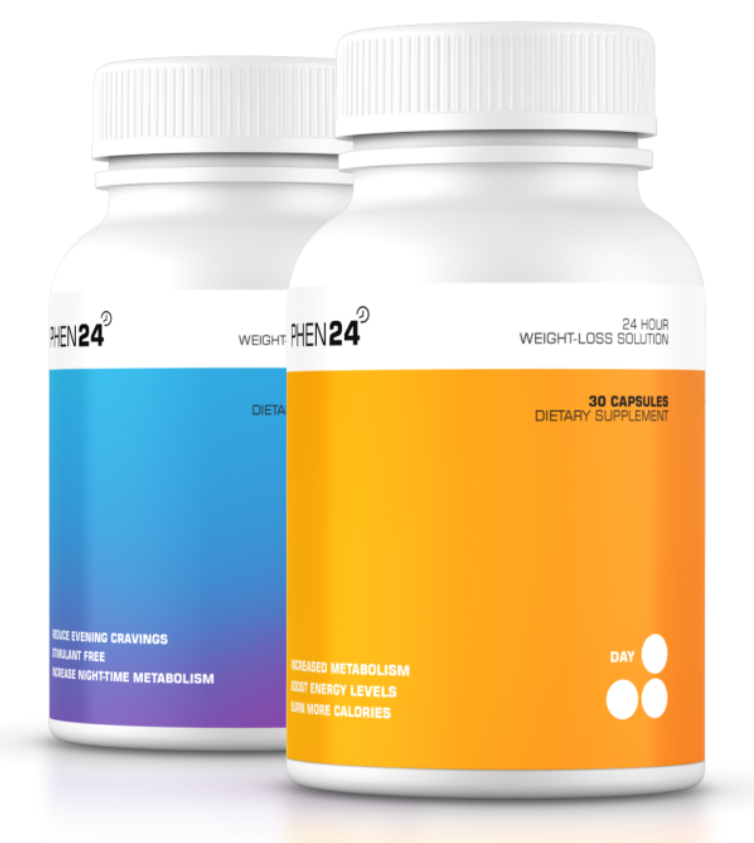 PHEN24
WEIGHT-
DIETA
REDUCE EVENING CRAVINGS
STIMULANT FREE
INCREASE NIGHT-TIME METABOLISM
PHEN24
24 HOUR
WEIGHT-LOSS SOLUTION
30 CAPSULES
DIETARY SUPPLEMENT
INCREASED METABOLISM
BOOST ENERGY LEVELS
BURN MORE CALORIES
DAY